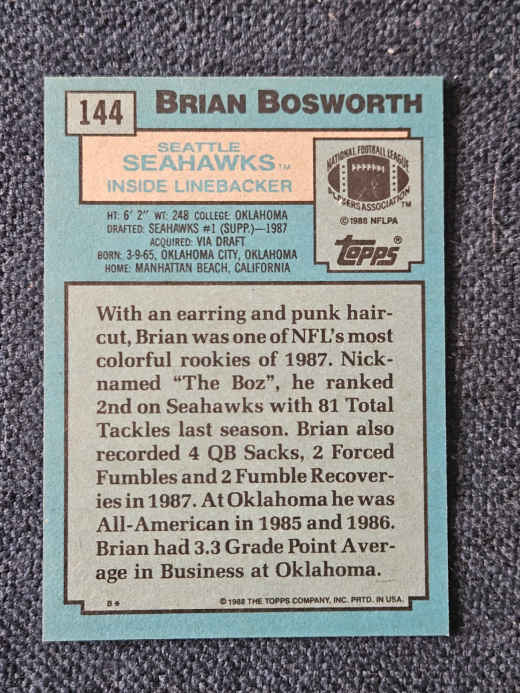 144
BRIAN BOSWORTH
SEATTLE
SEAHAWKS™
INSIDE LINEBACKER
NATIONAL FOOTBALL LEAGUE
PLAYERS ASSOCIATION™
©1988 NFLPA
Topps®
HT: 6' 2" WT: 248 COLLEGE: OKLAHOMA
DRAFTED: SEAHAWKS #1 (SUPP.)—1987
ACQUIRED: VIA DRAFT
BORN: 3-9-65, OKLAHOMA CITY, OKLAHOMA
HOME: MANHATTAN BEACH, CALIFORNIA
With an earring and punk hair-
cut, Brian was one of NFL's most
colorful rookies of 1987. Nick-
named "The Boz", he ranked
2nd on Seahawks with 81 Total
Tackles last season. Brian also
recorded 4 QB Sacks, 2 Forced
Fumbles and 2 Fumble Recover-
ies in 1987. At Oklahoma he was
All-American in 1985 and 1986.
Brian had 3.3 Grade Point Aver-
age in Business at Oklahoma.
B* ©1988 THE TOPPS COMPANY, INC. PRTD. IN USA.